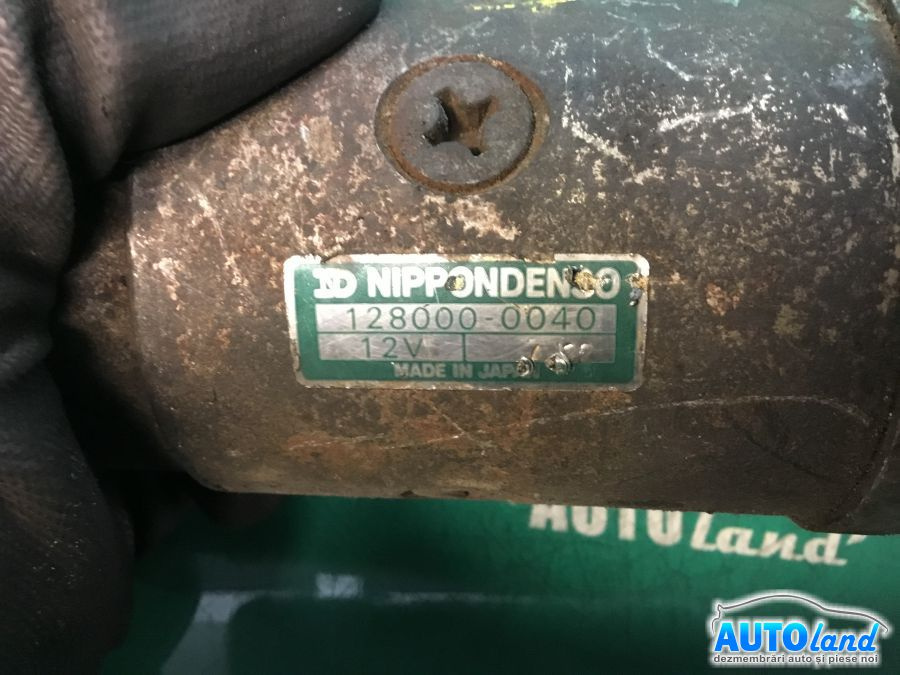 ND NIPPONDENSO
128000-0040
12V
MADE IN JAPAN
AUTOLand
AUTOland
dezmembrări auto și piese noi